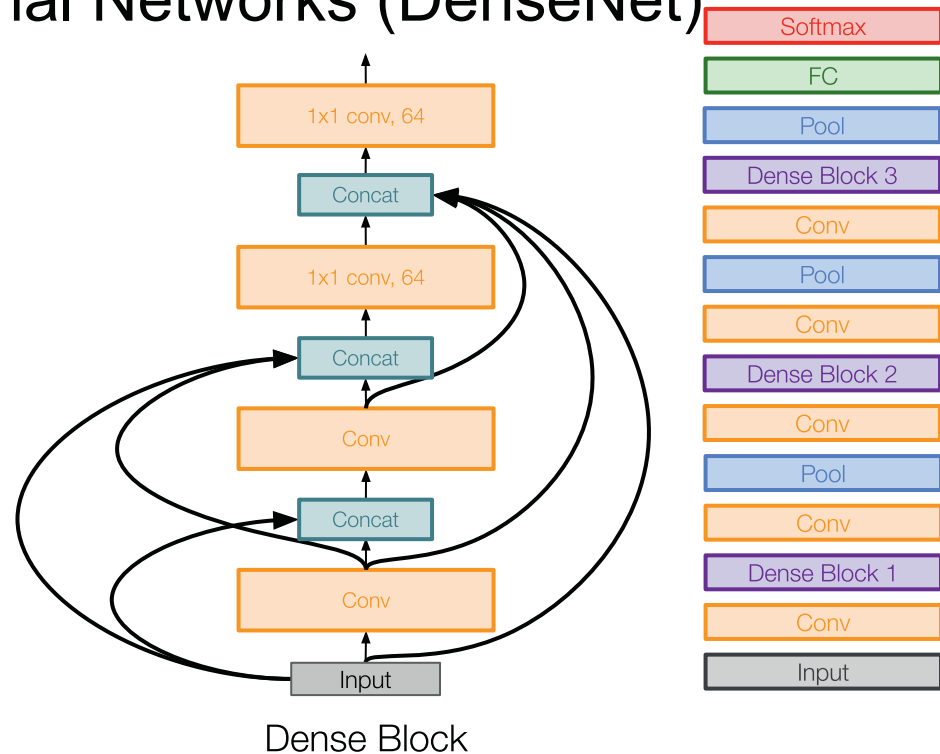 nal Networks (DenseNet)
1x1 conv, 64
Concat
1x1 conv, 64
Concat
Conv
Concat
Conv
Input
Dense Block
Softmax
FC
Pool
Dense Block 3
Conv
Pool
Conv
Dense Block 2
Conv
Pool
Conv
Dense Block 1
Conv
Input